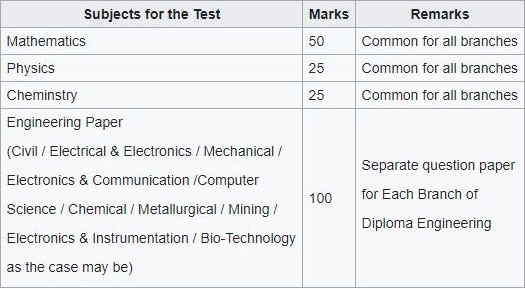 Subjects for the Test Marks Remarks
Mathematics 50 Common for all branches
Physics 25 Common for all branches
Cheminstry 25 Common for all branches
Engineering Paper
(Civil / Electrical & Electronics / Mechanical /
Electronics & Communication /Computer
Science / Chemical / Metallurgical / Mining /
Electronics & Instrumentation / Bio-Technology
as the case may be)
100
Separate question paper
for Each Branch of
Diploma Engineering